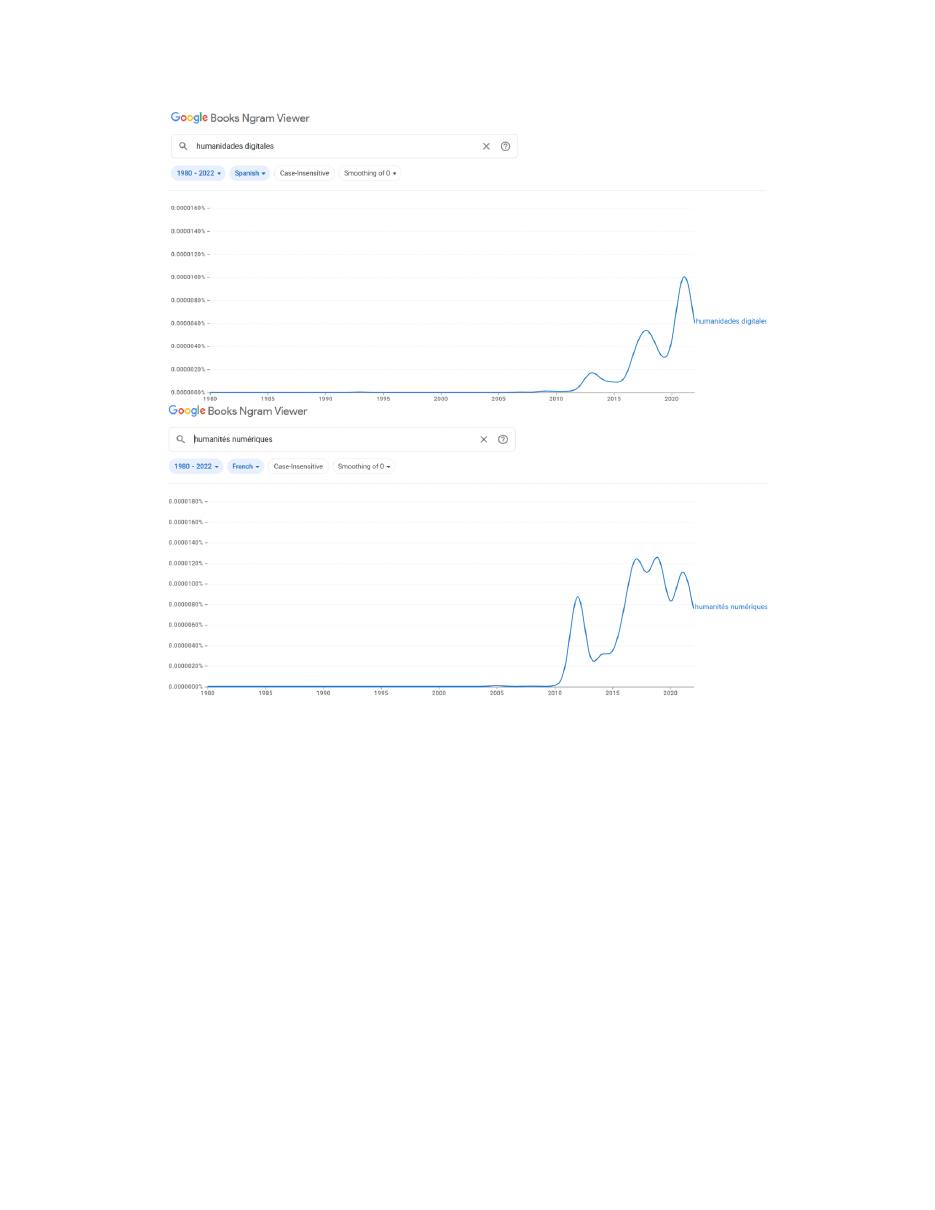 Google Books Ngram Viewer
humanidades digitales
1980 - 2022 Spanish Case-Insensitive Smoothing of 0
0.0000160%
0.0000140%
0.0000120%
0.0000100%
0.0000080%
0.0000060%
humanidades digitales
0.0000040%
0.0000020%
0.0000000%
1980 1985 1990 1995 2000 2005 2010 2015 2020
Google Books Ngram Viewer
humanités numériques
1980 - 2022 French Case-Insensitive Smoothing of 0
0.0000180%
0.0000160%
0.0000140%
0.0000120%
0.0000100%
0.0000080%
humanités numériques
0.0000060%
0.0000040%
0.0000020%
0.0000000%
1980 1985 1990 1995 2000 2005 2010 2015 2020